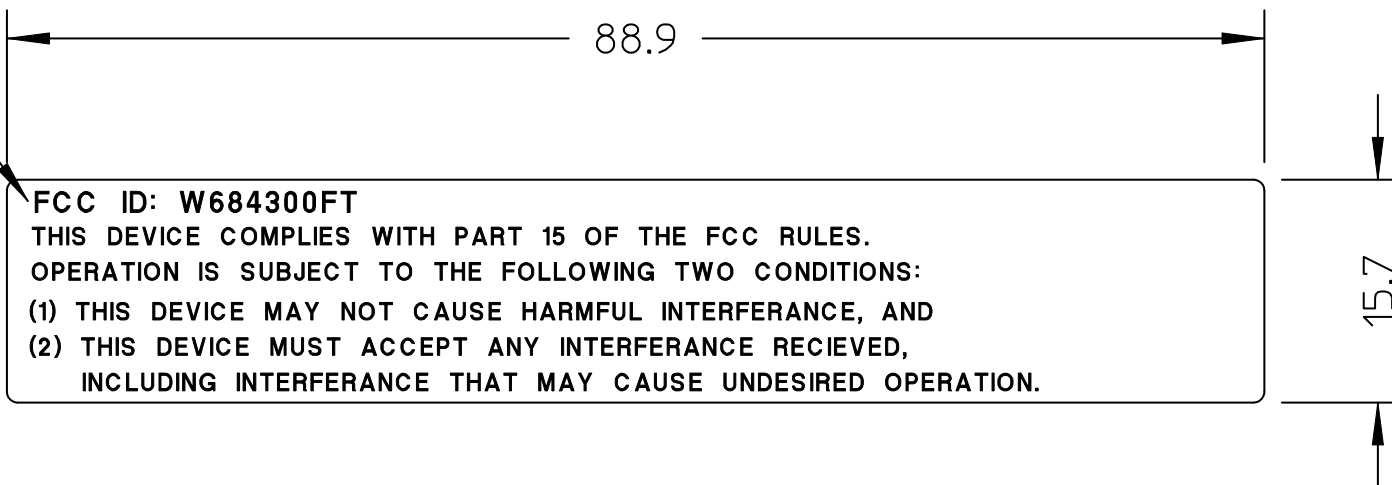 88.9
FCC ID: W684300FT
THIS DEVICE COMPLIES WITH PART 15 OF THE FCC RULES.
OPERATION IS SUBJECT TO THE FOLLOWING TWO CONDITIONS:
(1) THIS DEVICE MAY NOT CAUSE HARMFUL INTERFERANCE, AND
(2) THIS DEVICE MUST ACCEPT ANY INTERFERANCE RECIEVED,
INCLUDING INTERFERANCE THAT MAY CAUSE UNDESIRED OPERATION.
15.7